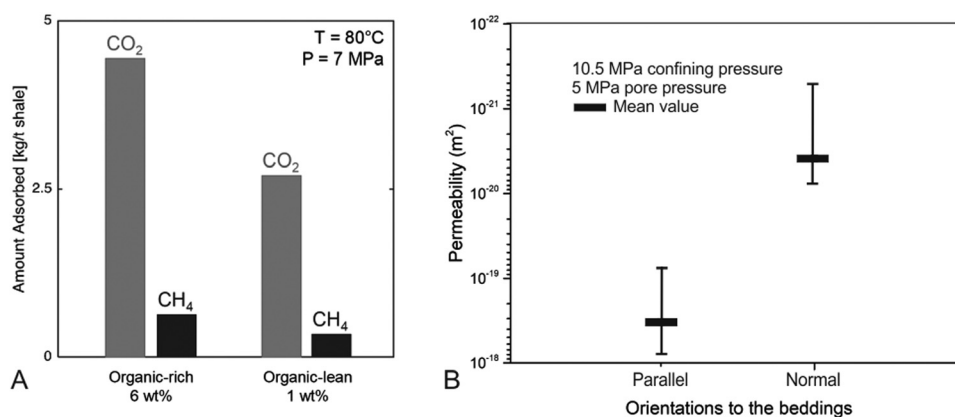 5
2.5
0
Amount Adsorbed [kg/t shale]
T = 80°C
P = 7 MPa
CO₂
CH₄
CO₂
CH₄
Organic-rich
6 wt%
Organic-lean
1 wt%
A
10⁻²²
10⁻²¹
10⁻²⁰
10⁻¹⁹
10⁻¹⁸
Permeability (m²)
10.5 MPa confining pressure
5 MPa pore pressure
Mean value
Parallel
Normal
Orientations to the beddings
B